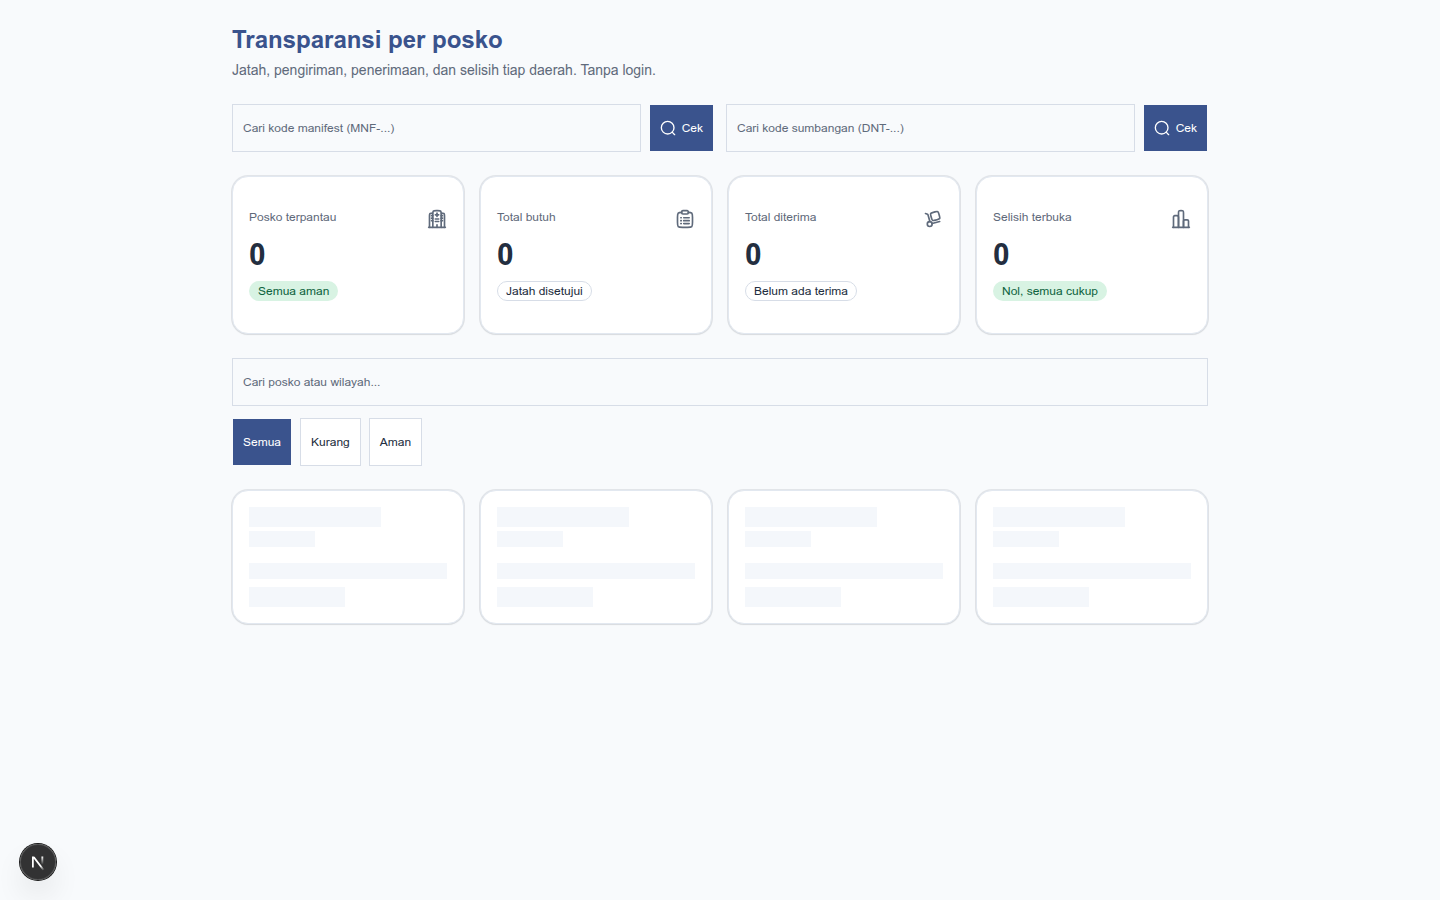 Transparansi per posko
Jatah, pengiriman, penerimaan, dan selisih tiap daerah. Tanpa login.
Cari kode manifest (MNF-...)
Cek
Cari kode sumbangan (DNT-...)
Cek
Posko terpantau
0
Semua aman
Total butuh
0
Jatah disetujui
Total diterima
0
Belum ada terima
Selisih terbuka
0
Nol, semua cukup
Cari posko atau wilayah...
Semua
Kurang
Aman
N